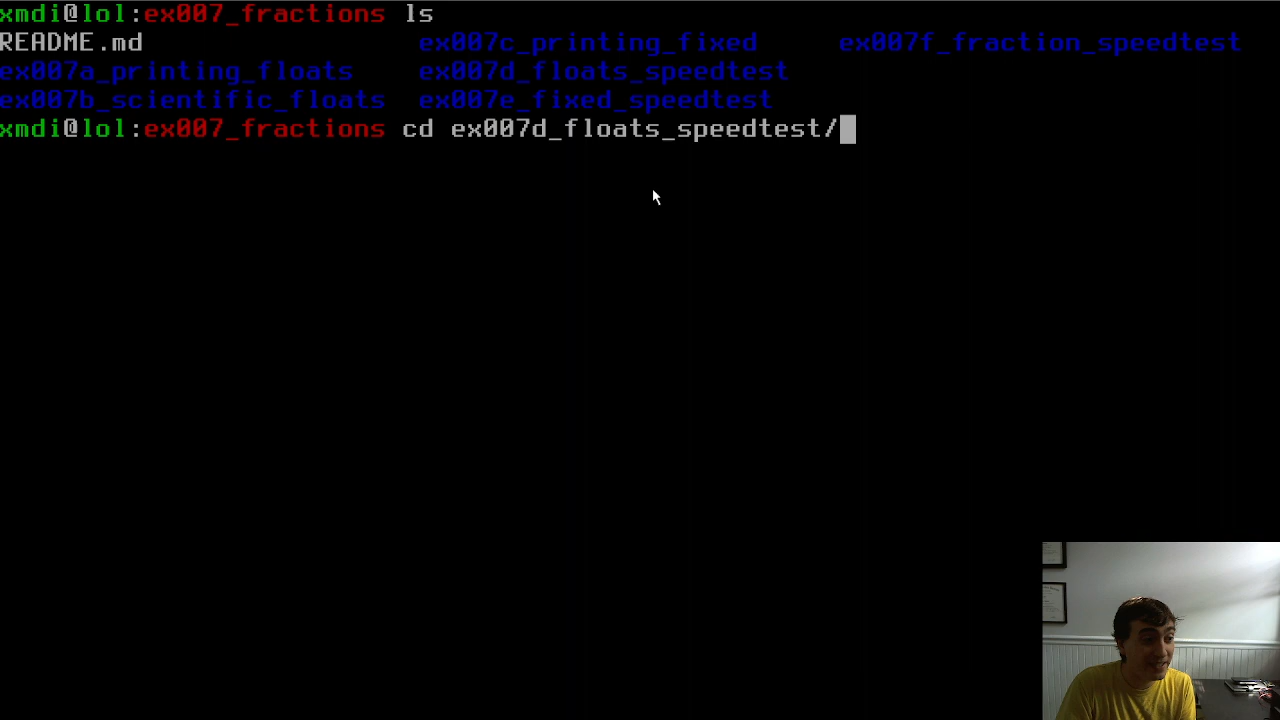 xmdi@lol:ex007_fractions ls
README.md ex007c_printing_fixed ex007f_fraction_speedtest
ex007a_printing_floats ex007d_floats_speedtest
ex007b_scientific_floats ex007e_fixed_speedtest
xmdi@lol:ex007_fractions cd ex007d_floats_speedtest/